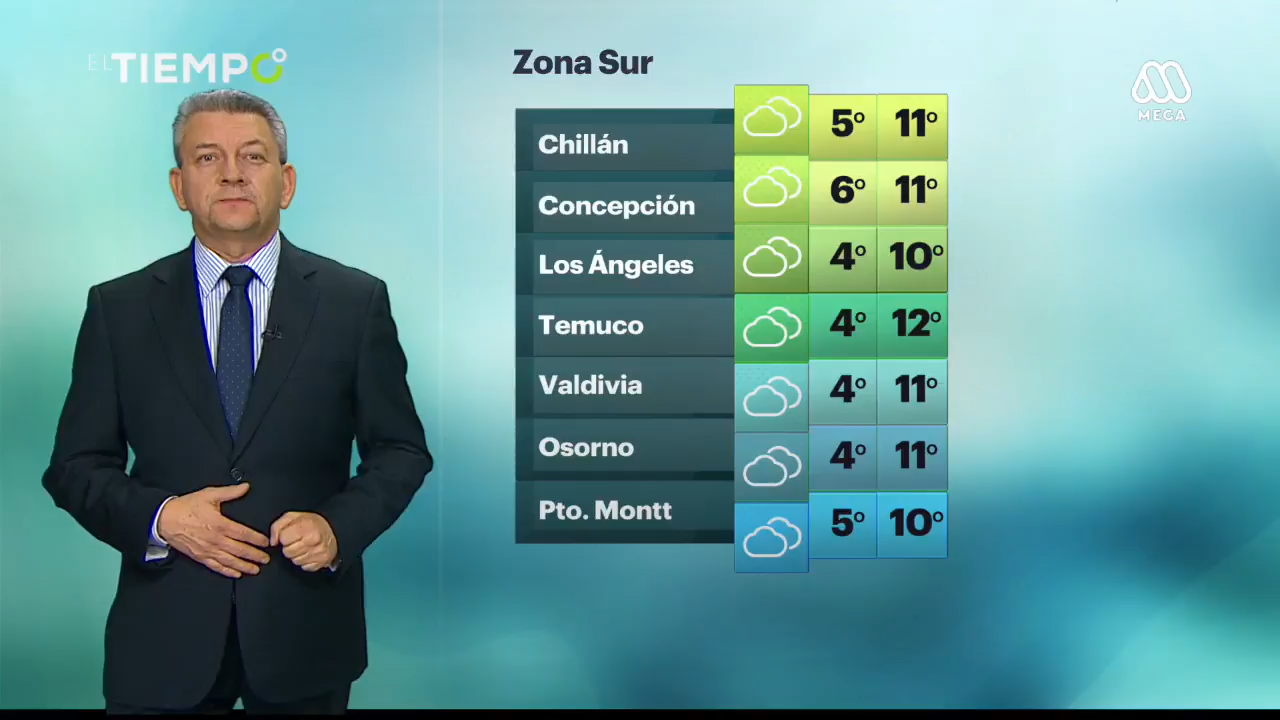 EL TIEMPO
Zona Sur
MEGA
Chillán 5° 11°
Concepción 6° 11°
Los Ángeles 4° 10°
Temuco 4° 12°
Valdivia 4° 11°
Osorno 4° 11°
Pto. Montt 5° 10°